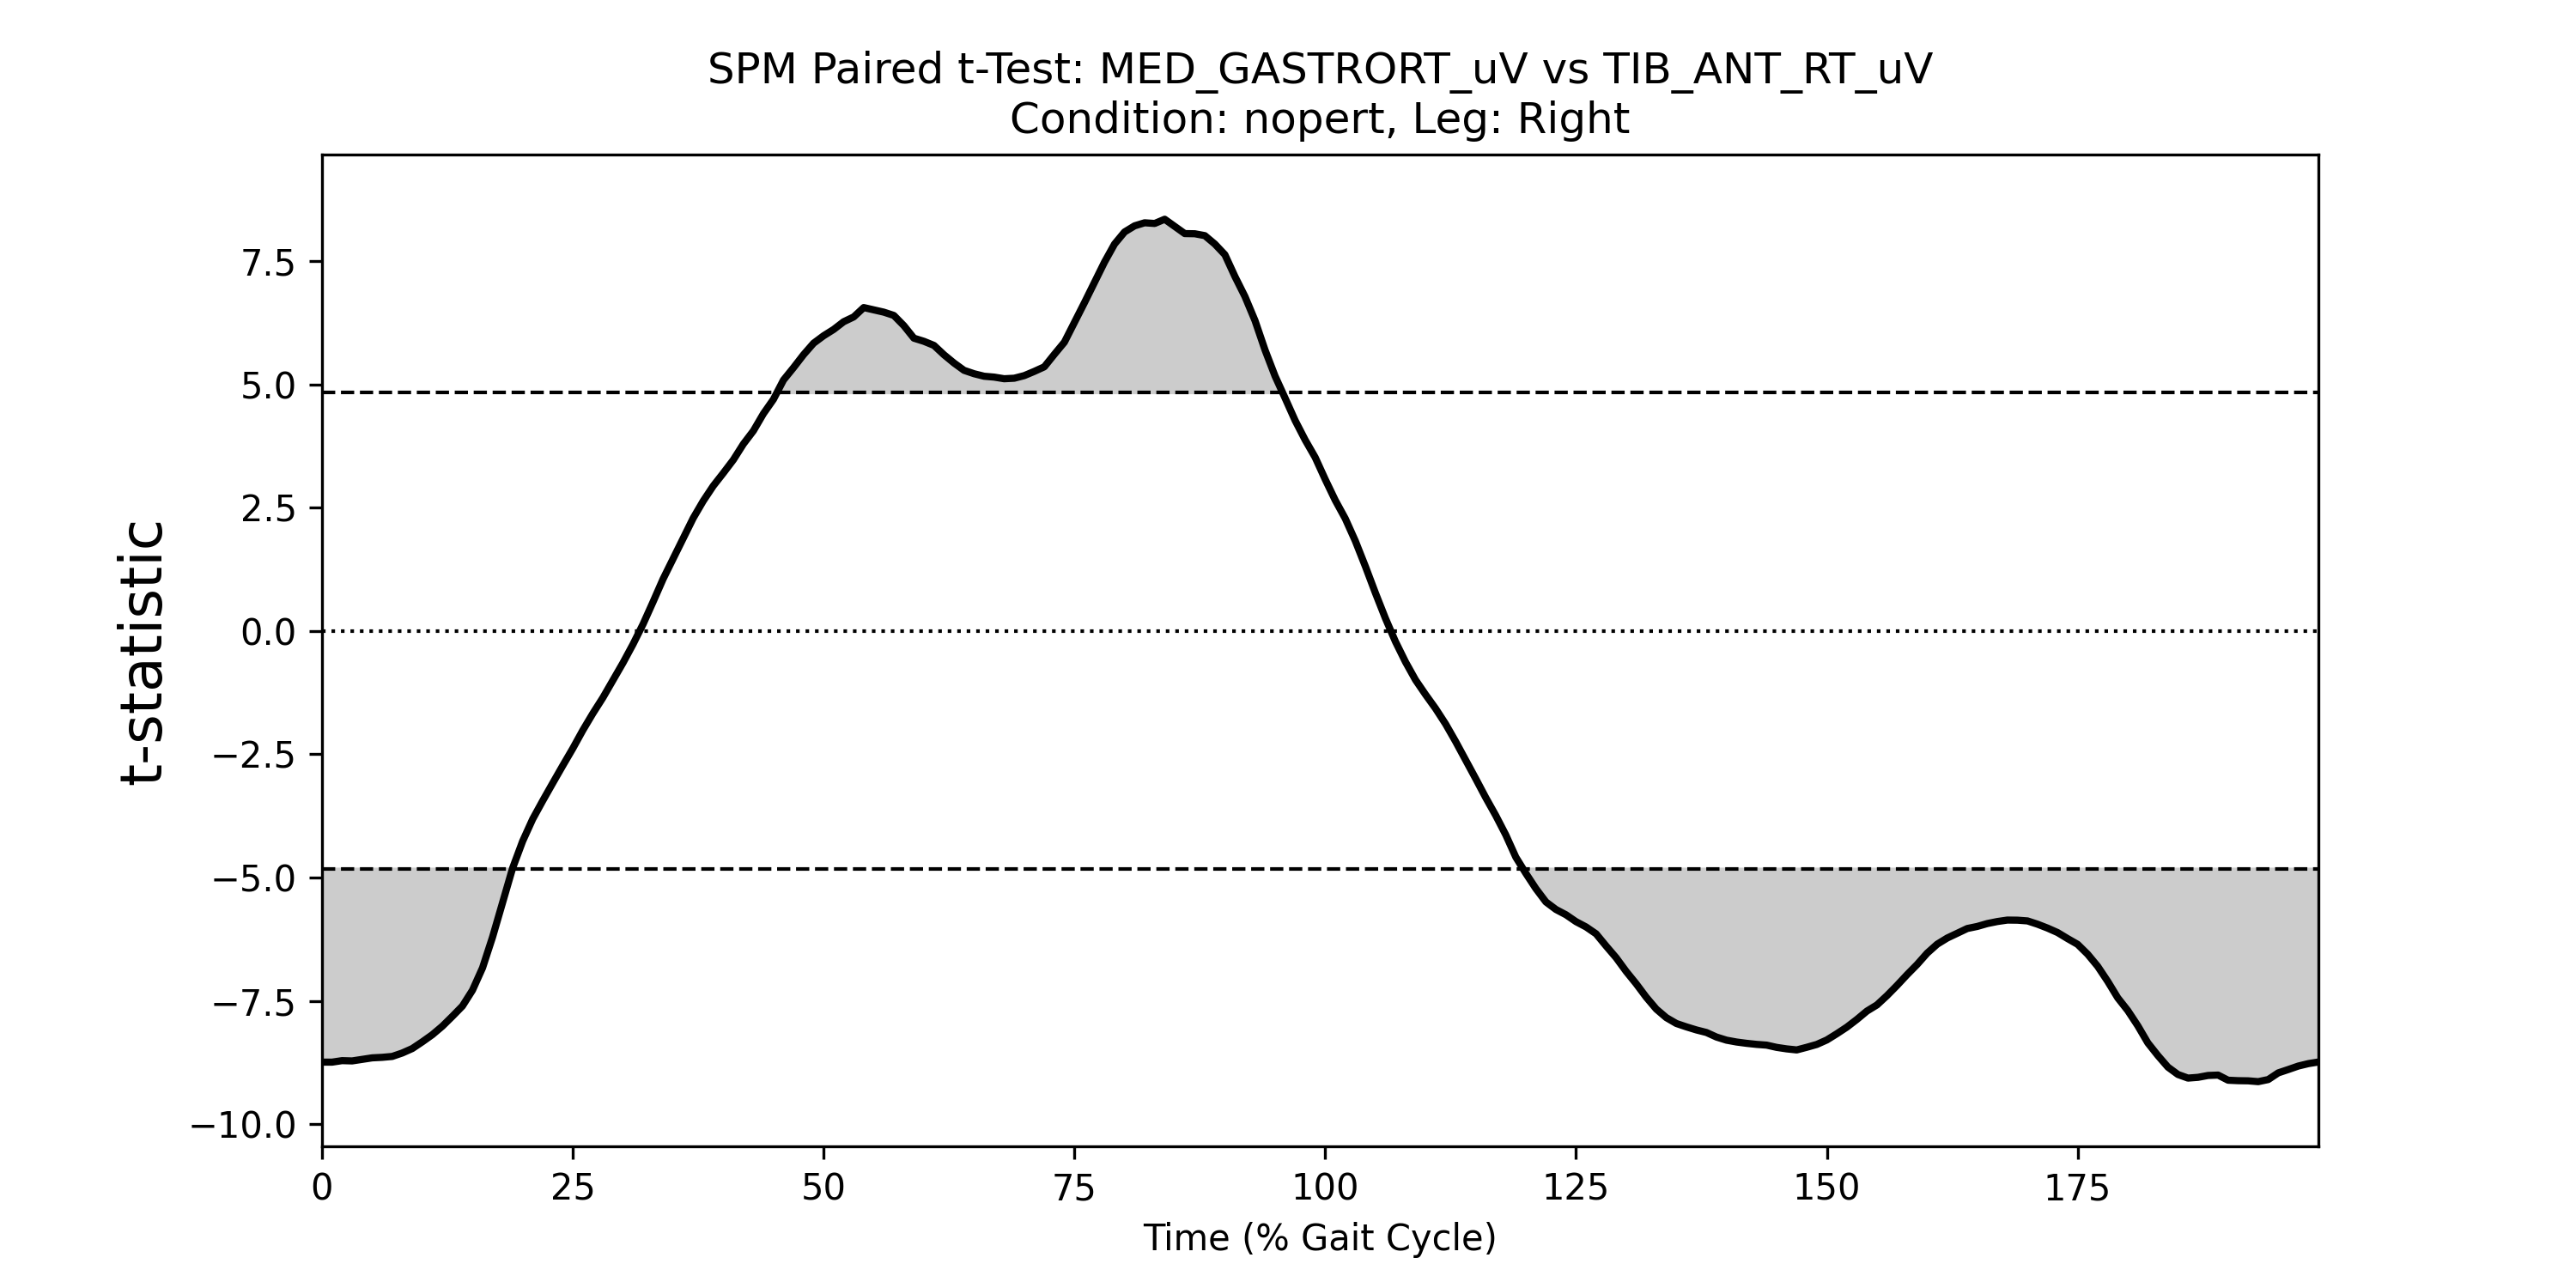 SPM Paired t-Test: MED_GASTRORT_uV vs TIB_ANT_RT_uV
Condition: nopert, Leg: Right
t-statistic
7.5
5.0
2.5
0.0
−2.5
−5.0
−7.5
−10.0
0 25 50 75 100 125 150 175
Time (% Gait Cycle)